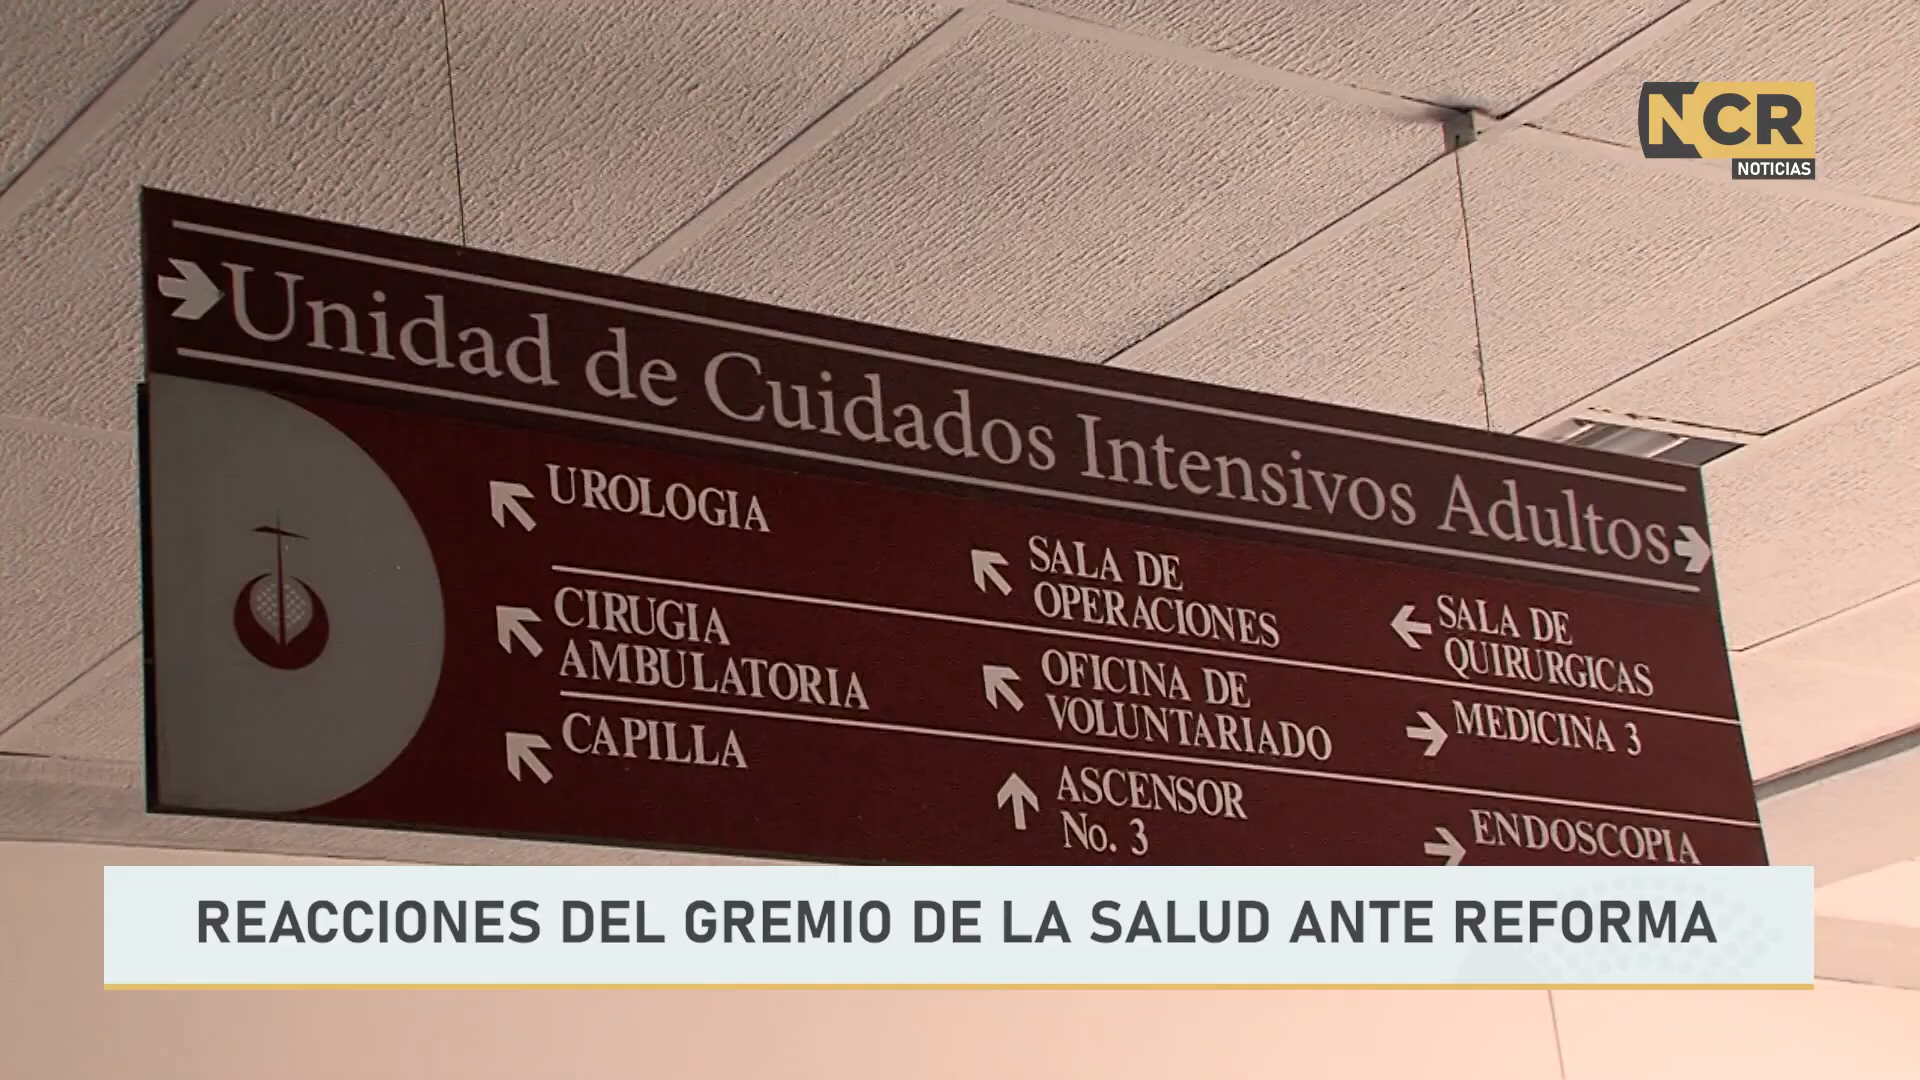 NCR
NOTICIAS
Unidad de Cuidados Intensivos Adultos
UROLOGIA
CIRUGIA
AMBULATORIA
CAPILLA
SALA DE
OPERACIONES
OFICINA DE
VOLUNTARIADO
ASCENSOR
No. 3
SALA DE
QUIRURGICAS
MEDICINA 3
ENDOSCOPIA
REACCIONES DEL GREMIO DE LA SALUD ANTE REFORMA